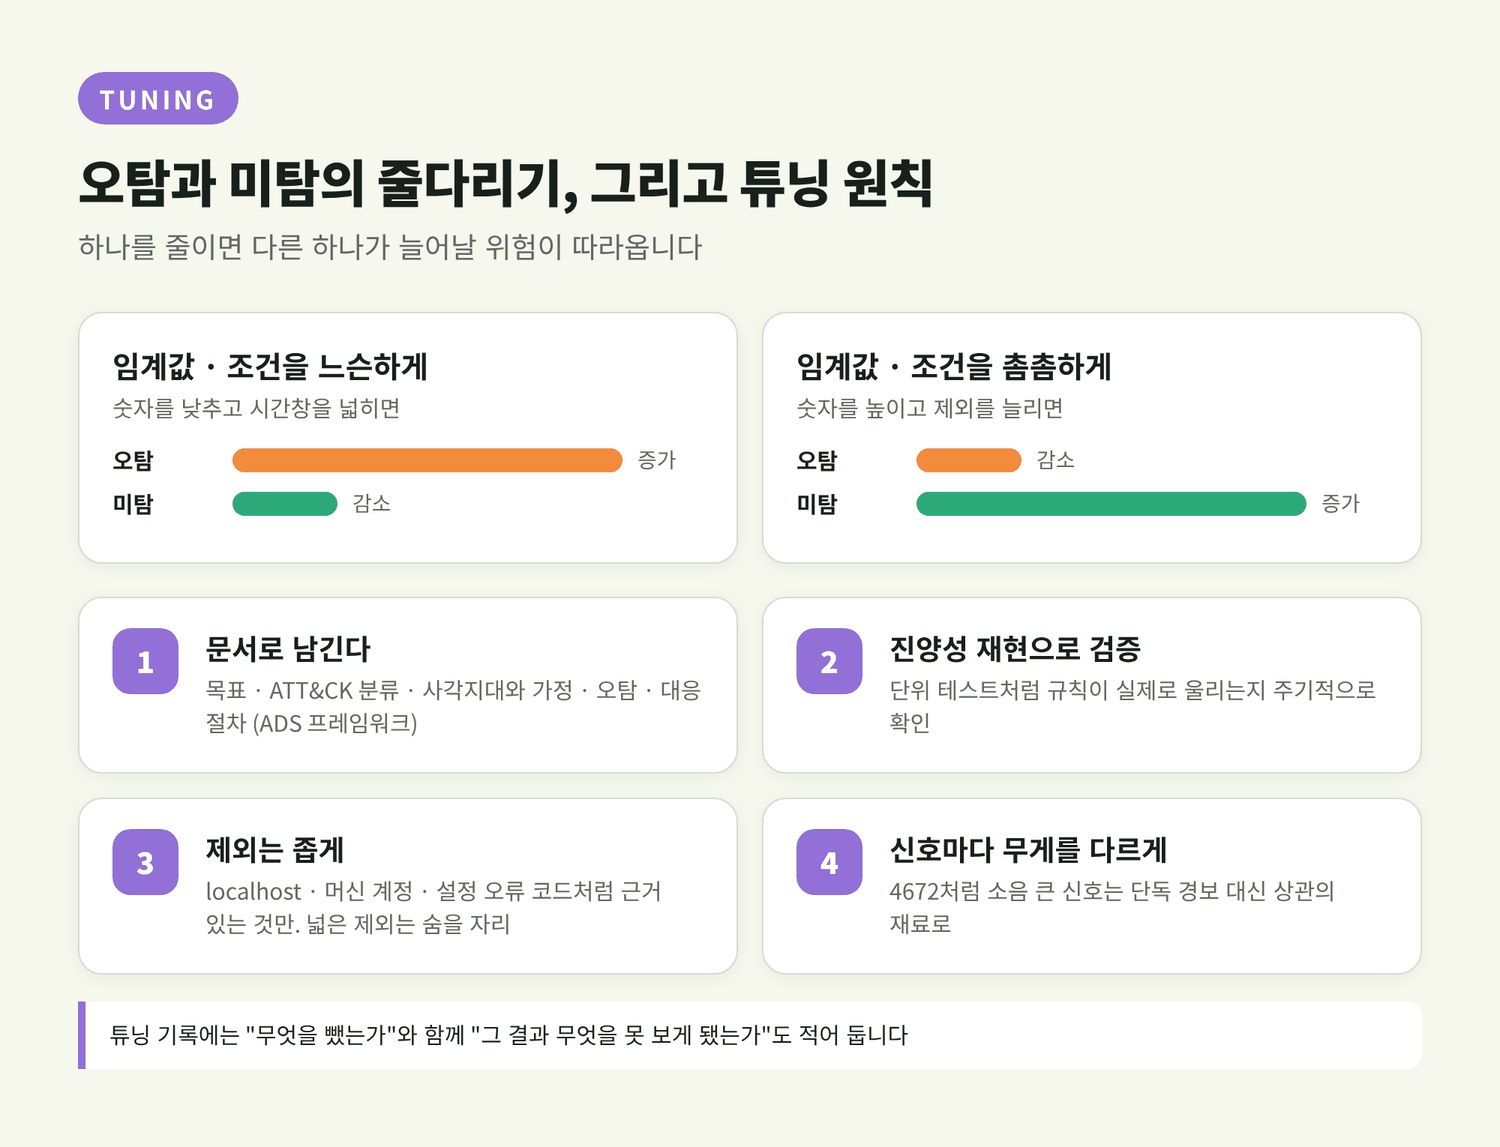 TUNING
오탐과 미탐의 줄다리기, 그리고 튜닝 원칙
하나를 줄이면 다른 하나가 늘어날 위험이 따라옵니다
임계값 · 조건을 느슨하게
숫자를 낮추고 시간창을 넓히면
오탐 증가
미탐 감소
임계값 · 조건을 촘촘하게
숫자를 높이고 제외를 늘리면
오탐 감소
미탐 증가
1
문서로 남긴다
목표 · ATT&CK 분류 · 사각지대와 가정 · 오탐 · 대응
절차 (ADS 프레임워크)
2
진양성 재현으로 검증
단위 테스트처럼 규칙이 실제로 울리는지 주기적으로
확인
3
제외는 좁게
localhost · 머신 계정 · 설정 오류 코드처럼 근거
있는 것만. 넓은 제외는 숨을 자리
4
신호마다 무게를 다르게
4672처럼 소음 큰 신호는 단독 경보 대신 상관의
재료로
튜닝 기록에는 "무엇을 뺐는가"와 함께 "그 결과 무엇을 못 보게 됐는가"도 적어 둡니다